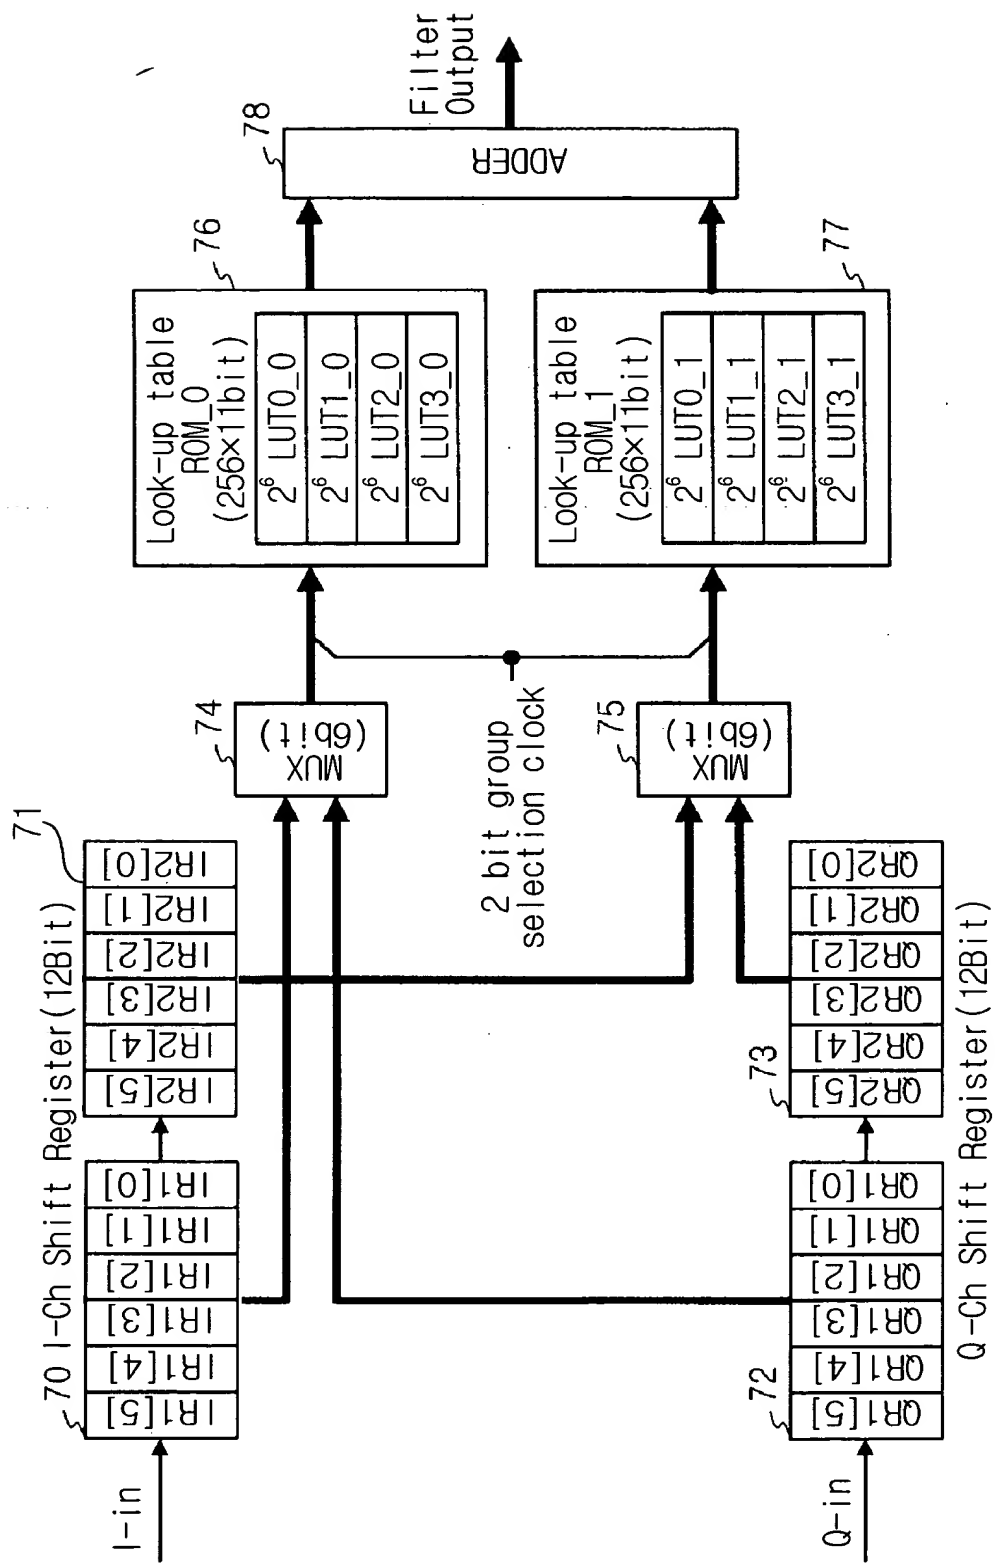 70
I-Ch Shift Register(12Bit)
71
I-in
IR1[5]
IR1[4]
IR1[3]
IR1[2]
IR1[1]
IR1[0]
IR2[5]
IR2[4]
IR2[3]
IR2[2]
IR2[1]
IR2[0]
74
MUX
(6bit)
76
Look-up table
ROM_0
(256×11bit)
2⁶ LUT0_0
2⁶ LUT1_0
2⁶ LUT2_0
2⁶ LUT3_0
78
ADDER
Filter
Output
2 bit group
selection clock
75
MUX
(6bit)
77
Look-up table
ROM_1
(256×11bit)
2⁶ LUT0_1
2⁶ LUT1_1
2⁶ LUT2_1
2⁶ LUT3_1
72
73
Q-in
QR1[5]
QR1[4]
QR1[3]
QR1[2]
QR1[1]
QR1[0]
QR2[5]
QR2[4]
QR2[3]
QR2[2]
QR2[1]
QR2[0]
Q-Ch Shift Register(12Bit)